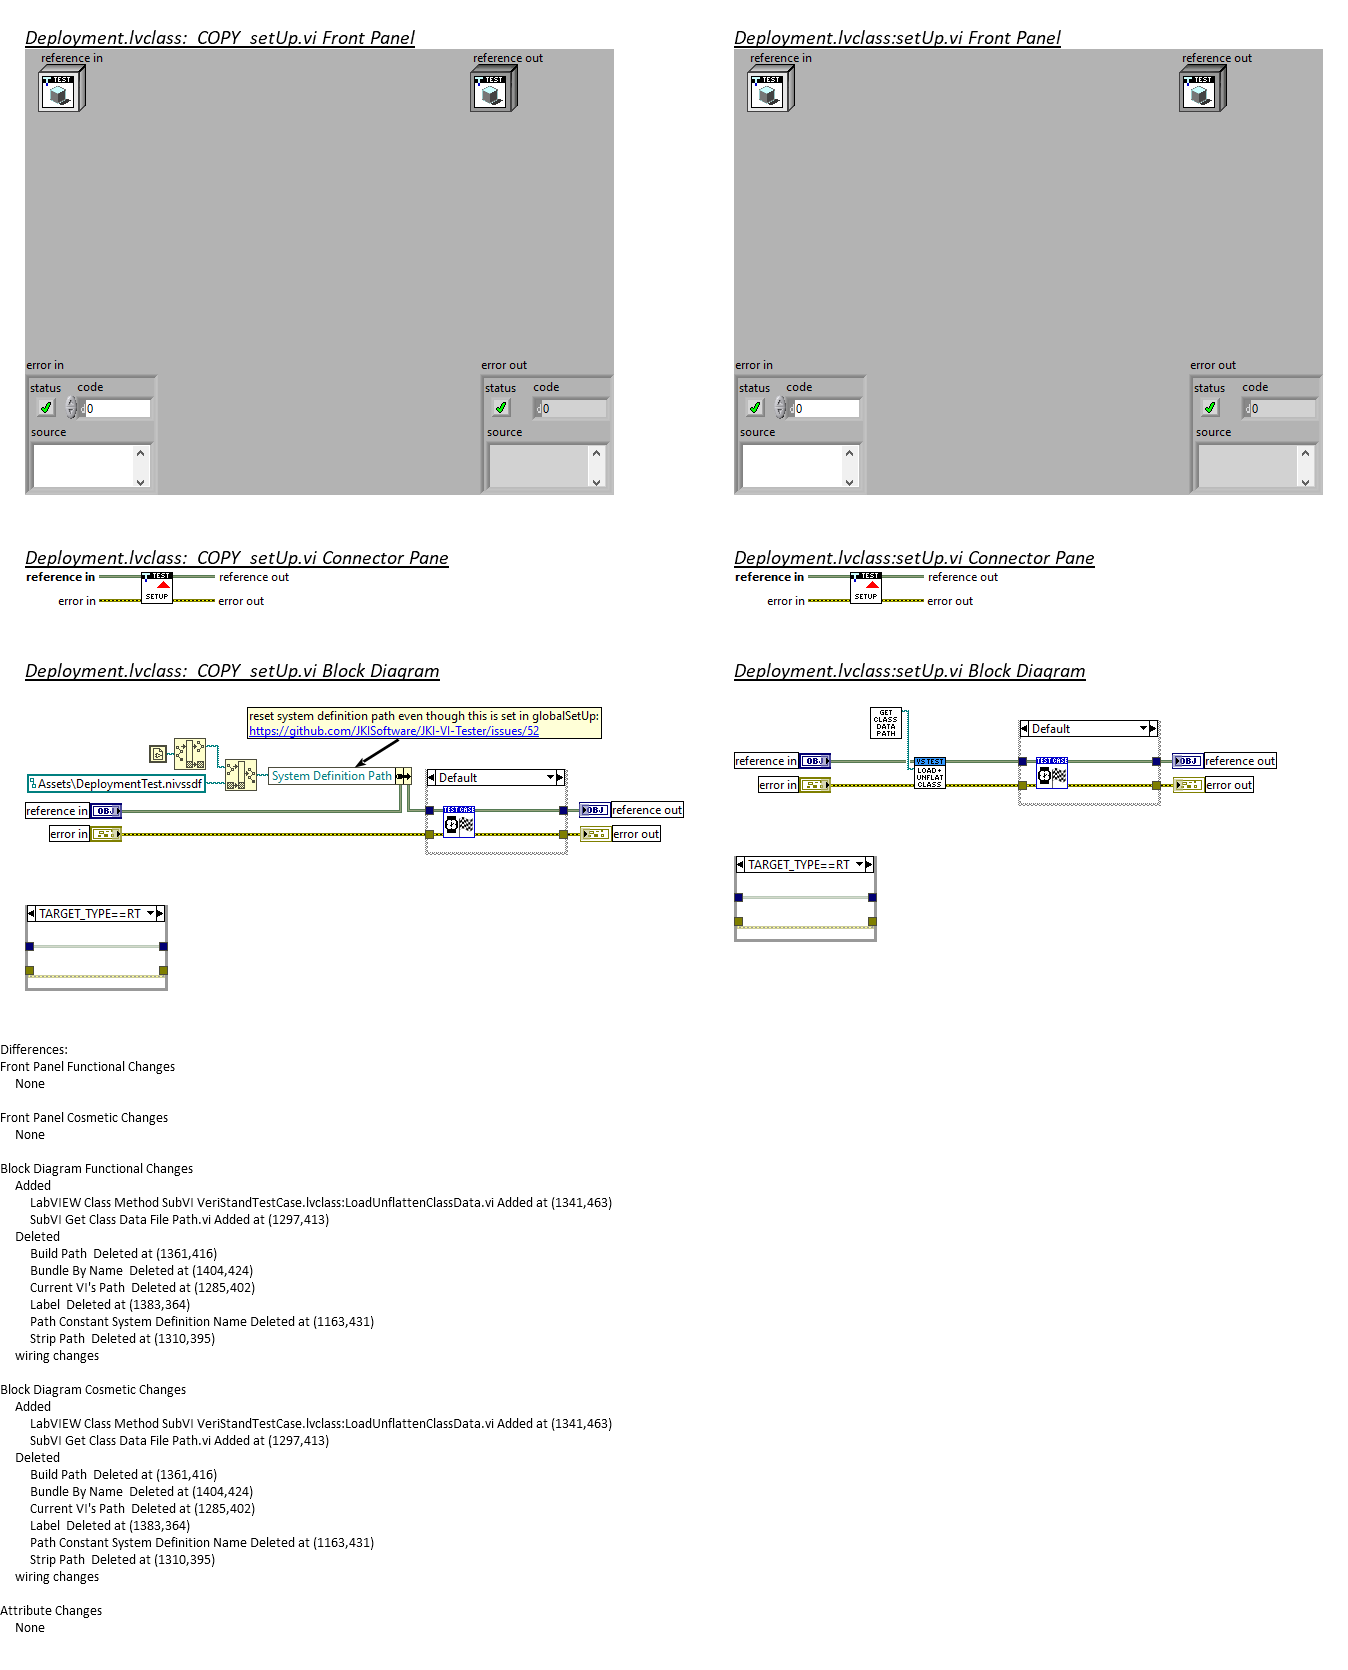 Deployment.lvclass:_COPY_setUp.vi Front Panel
reference in
reference out
TEST
TEST
error in
error out
status
code
status
code
d
0
d
0
source
source
Deployment.lvclass:setUp.vi Front Panel
reference in
reference out
TEST
TEST
error in
error out
status
code
status
code
d
0
d
0
source
source
Deployment.lvclass:_COPY_setUp.vi Connector Pane
reference in
TEST
reference out
error in
SETUP
error out
Deployment.lvclass:setUp.vi Connector Pane
reference in
TEST
reference out
error in
SETUP
error out
Deployment.lvclass:_COPY_setUp.vi Block Diagram
reset system definition path even though this is set in globalSetUp:
https://github.com/JKISoftware/JKI-VI-Tester/issues/52
System Definition Path
Default
Assets\DeploymentTest.nivssdf
reference in
OBJ
TEST CASE
OBJ
reference out
error in
error out
TARGET_TYPE==RT
Deployment.lvclass:setUp.vi Block Diagram
GET
CLASS
DATA
PATH
Default
reference in
OBJ
VSTEST
LOAD+
UNFLAT
CLASS
TEST CASE
OBJ
reference out
error in
error out
TARGET_TYPE==RT
Differences:
Front Panel Functional Changes
None
Front Panel Cosmetic Changes
None
Block Diagram Functional Changes
Added
LabVIEW Class Method SubVI VeriStandTestCase.lvclass:LoadUnflattenClassData.vi Added at (1341,463)
SubVI Get Class Data File Path.vi Added at (1297,413)
Deleted
Build Path  Deleted at (1361,416)
Bundle By Name  Deleted at (1404,424)
Current VI's Path  Deleted at (1285,402)
Label  Deleted at (1383,364)
Path Constant System Definition Name Deleted at (1163,431)
Strip Path  Deleted at (1310,395)
wiring changes
Block Diagram Cosmetic Changes
Added
LabVIEW Class Method SubVI VeriStandTestCase.lvclass:LoadUnflattenClassData.vi Added at (1341,463)
SubVI Get Class Data File Path.vi Added at (1297,413)
Deleted
Build Path  Deleted at (1361,416)
Bundle By Name  Deleted at (1404,424)
Current VI's Path  Deleted at (1285,402)
Label  Deleted at (1383,364)
Path Constant System Definition Name Deleted at (1163,431)
Strip Path  Deleted at (1310,395)
wiring changes
Attribute Changes
None